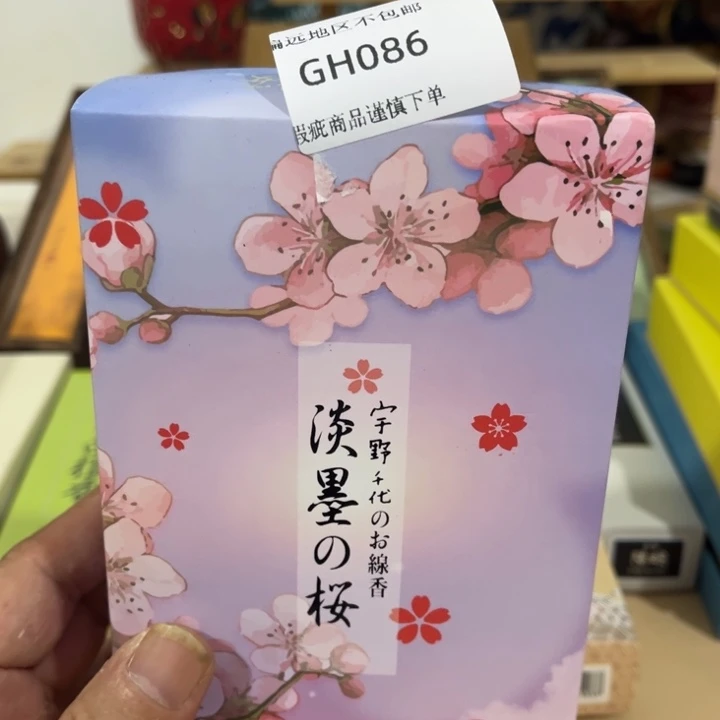 偏远地区不包邮
GH086
瑕疵商品谨慎下单
宇野千代のお線香
淡墨の桜